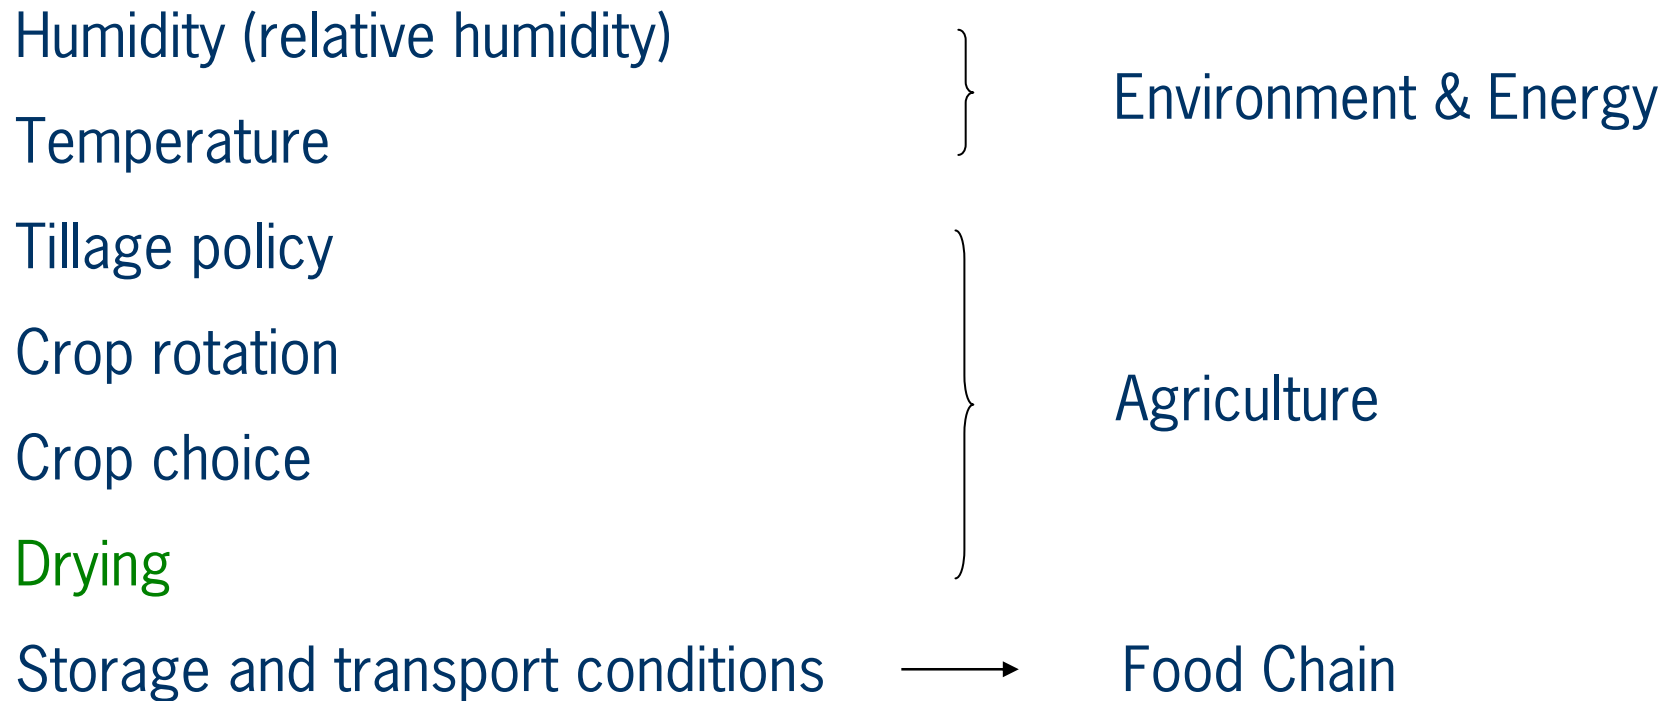 Humidity (relative humidity)
Temperature
Environment & Energy
Tillage policy
Crop rotation
Crop choice
Drying
Agriculture
Storage and transport conditions
Food Chain